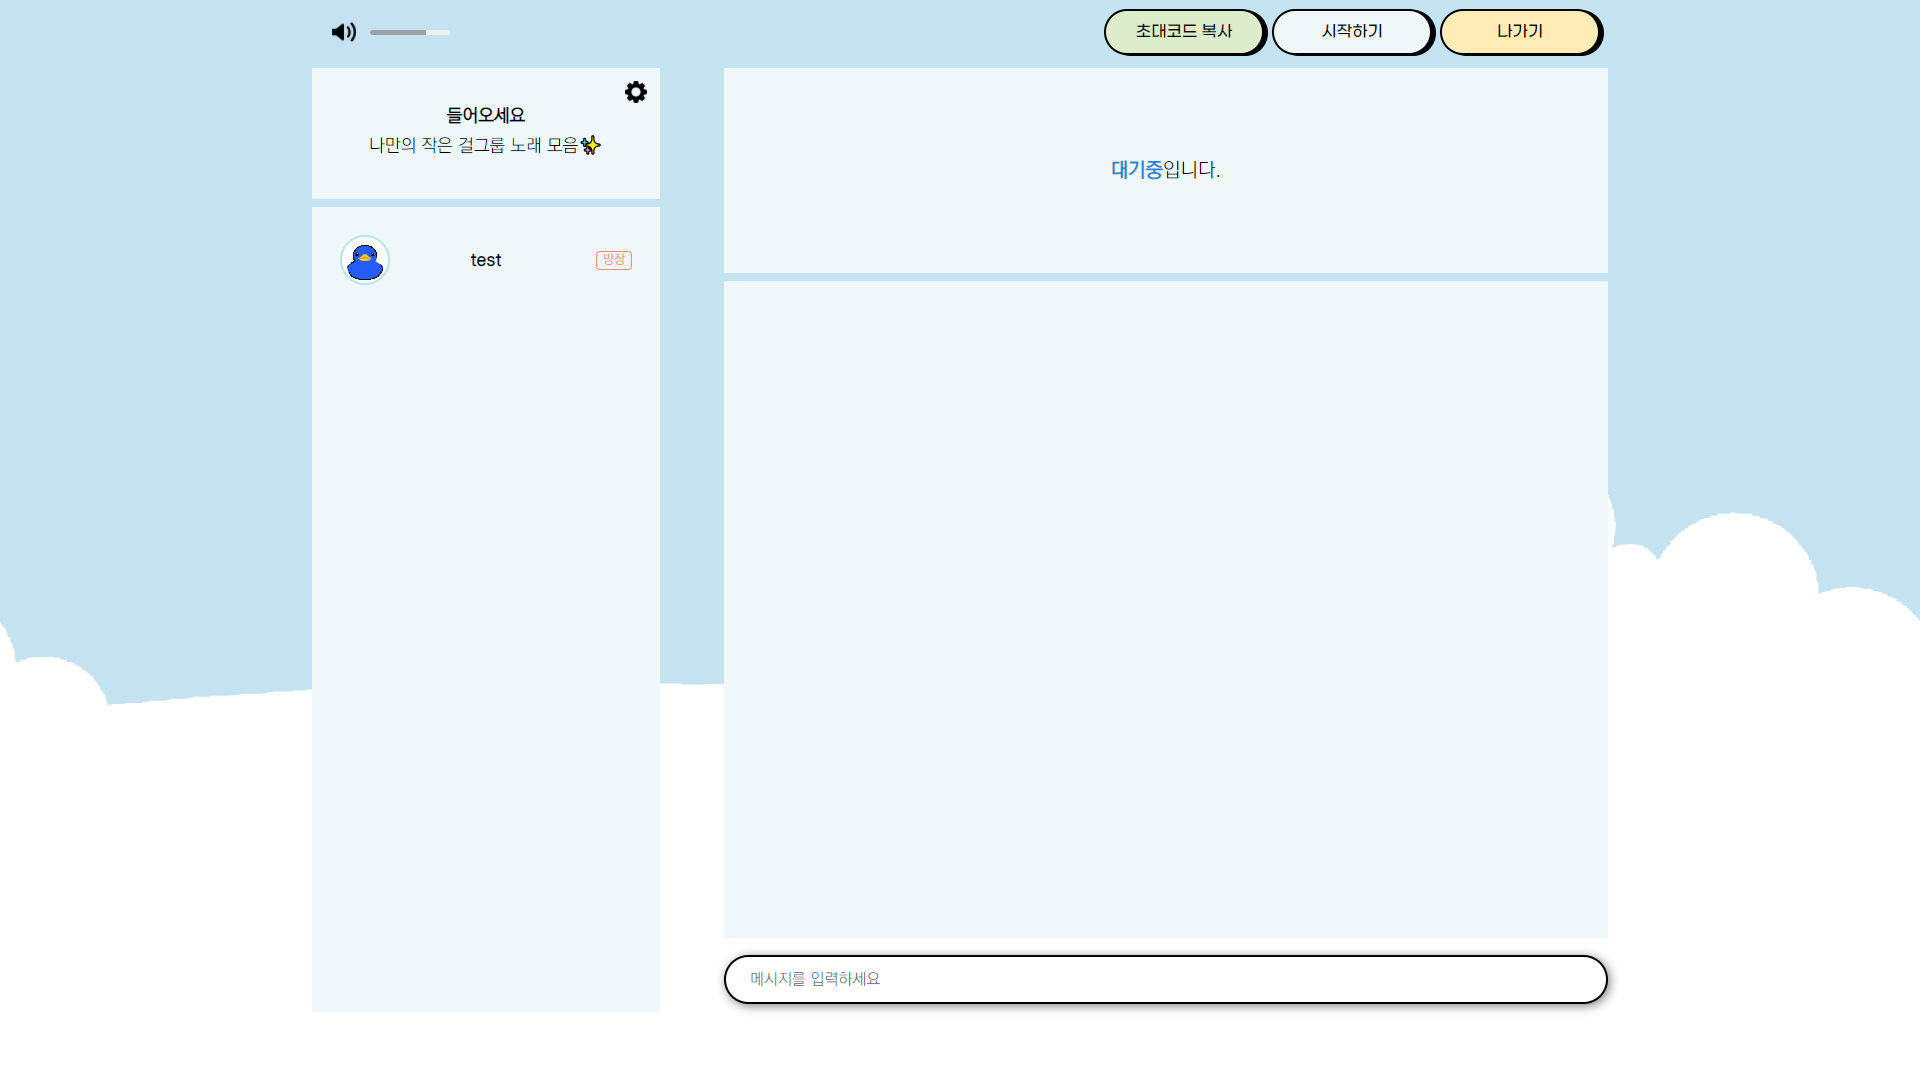 초대코드 복사
시작하기
나가기
들어오세요
나만의 작은 걸그룹 노래 모음✨
test
방장
대기중입니다.
메시지를 입력하세요